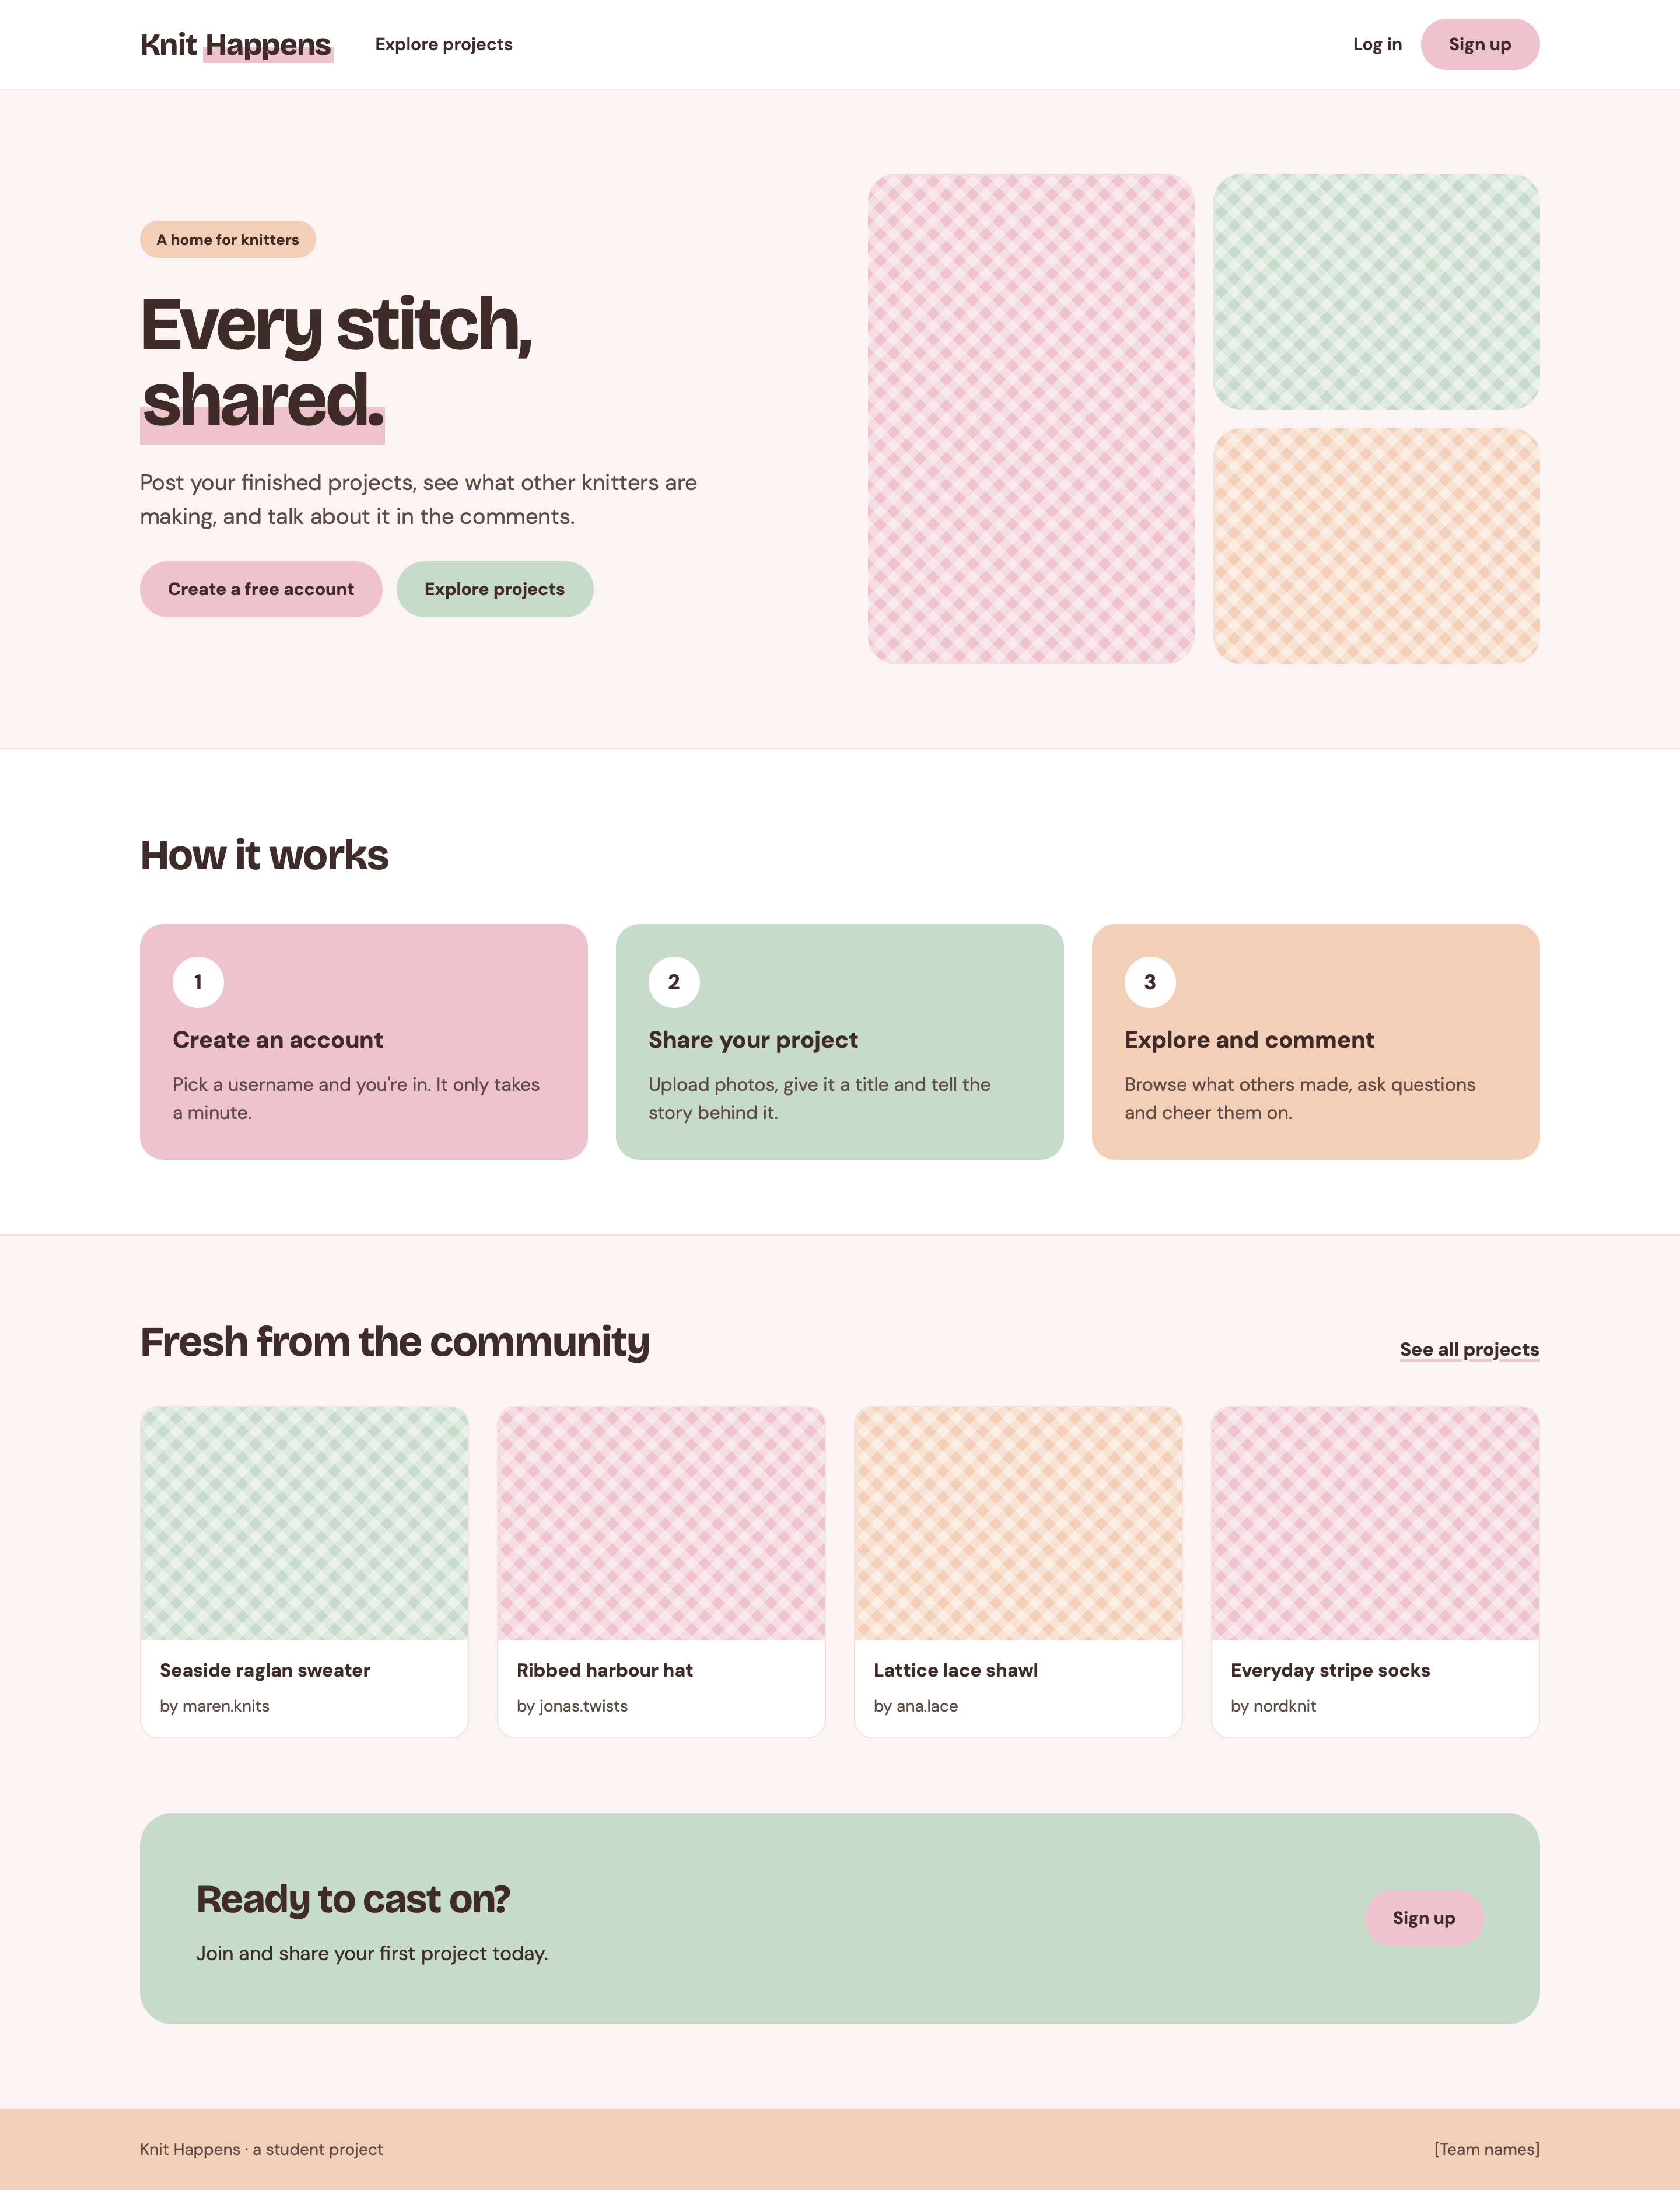 Knit Happens
Explore projects
Log in
Sign up
A home for knitters
Every stitch,
shared.
Post your finished projects, see what other knitters are
making, and talk about it in the comments.
Create a free account
Explore projects
How it works
1
Create an account
Pick a username and you're in. It only takes
a minute.
2
Share your project
Upload photos, give it a title and tell the
story behind it.
3
Explore and comment
Browse what others made, ask questions
and cheer them on.
Fresh from the community
See all projects
Seaside raglan sweater
by maren.knits
Ribbed harbour hat
by jonas.twists
Lattice lace shawl
by ana.lace
Everyday stripe socks
by nordknit
Ready to cast on?
Join and share your first project today.
Sign up
Knit Happens · a student project
[Team names]